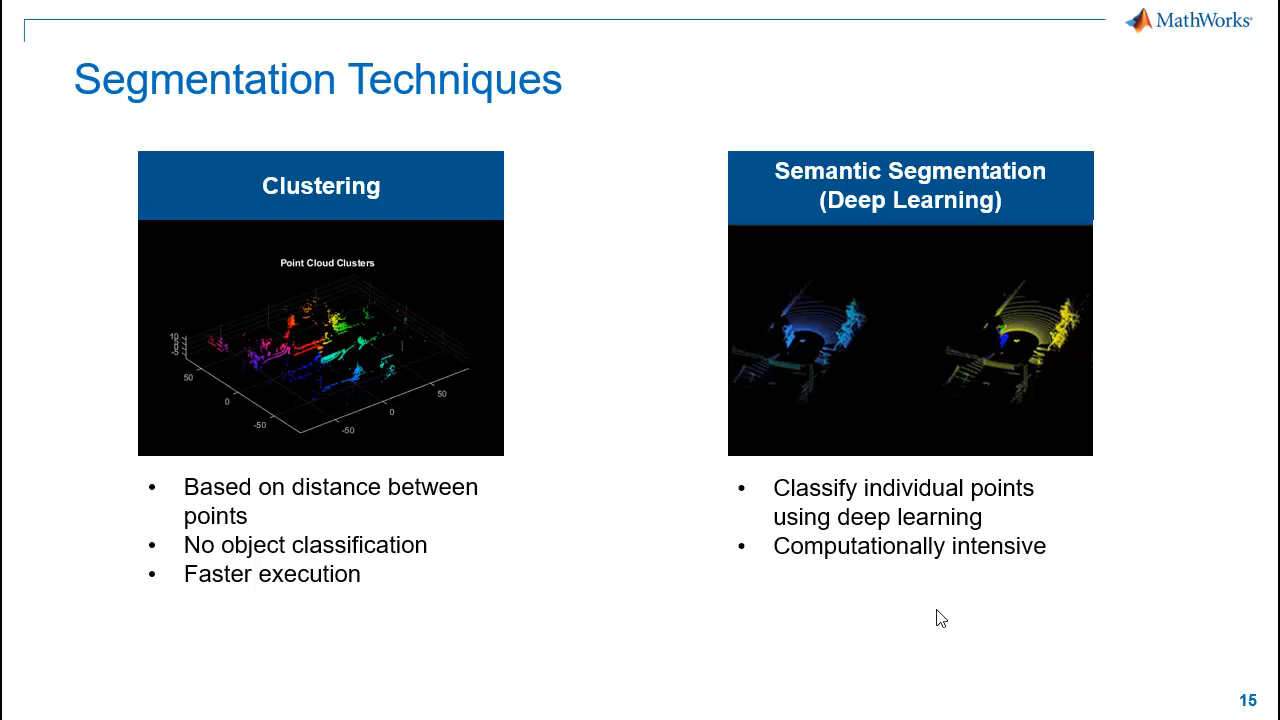 MathWorks®
Segmentation Techniques
Clustering
Point Cloud Clusters
10
50
0
-50
-50
0
50
• Based on distance between
points
• No object classification
• Faster execution
Semantic Segmentation
(Deep Learning)
• Classify individual points
using deep learning
• Computationally intensive
15